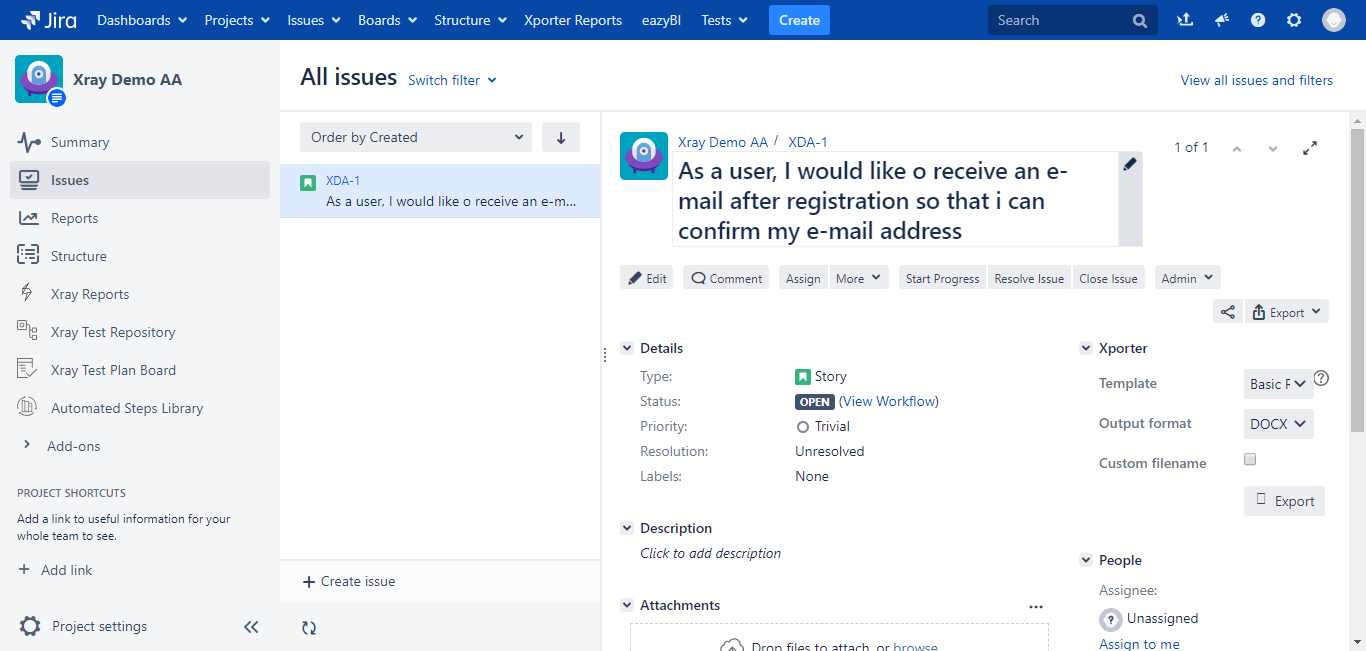 Jira Dashboards Projects Issues Boards Structure Xporter Reports eazyBI Tests Create Search
Xray Demo AA
Summary
Issues
Reports
Structure
Xray Reports
Xray Test Repository
Xray Test Plan Board
Automated Steps Library
Add-ons
PROJECT SHORTCUTS
Add a link to useful information for your
whole team to see.
+ Add link
Project settings
All issues Switch filter
View all issues and filters
Order by Created
XDA-1
As a user, I would like o receive an e-m...
+ Create issue
Xray Demo AA / XDA-1
1 of 1
As a user, I would like o receive an e-
mail after registration so that i can
confirm my e-mail address
Edit Comment Assign More Start Progress Resolve Issue Close Issue Admin
Export
Details
Type: Story
Status: OPEN (View Workflow)
Priority: Trivial
Resolution: Unresolved
Labels: None
Description
Click to add description
Attachments
Drop files to attach, or browse.
Xporter
Template Basic F
Output format DOCX
Custom filename
Export
People
Assignee:
Unassigned
Assign to me